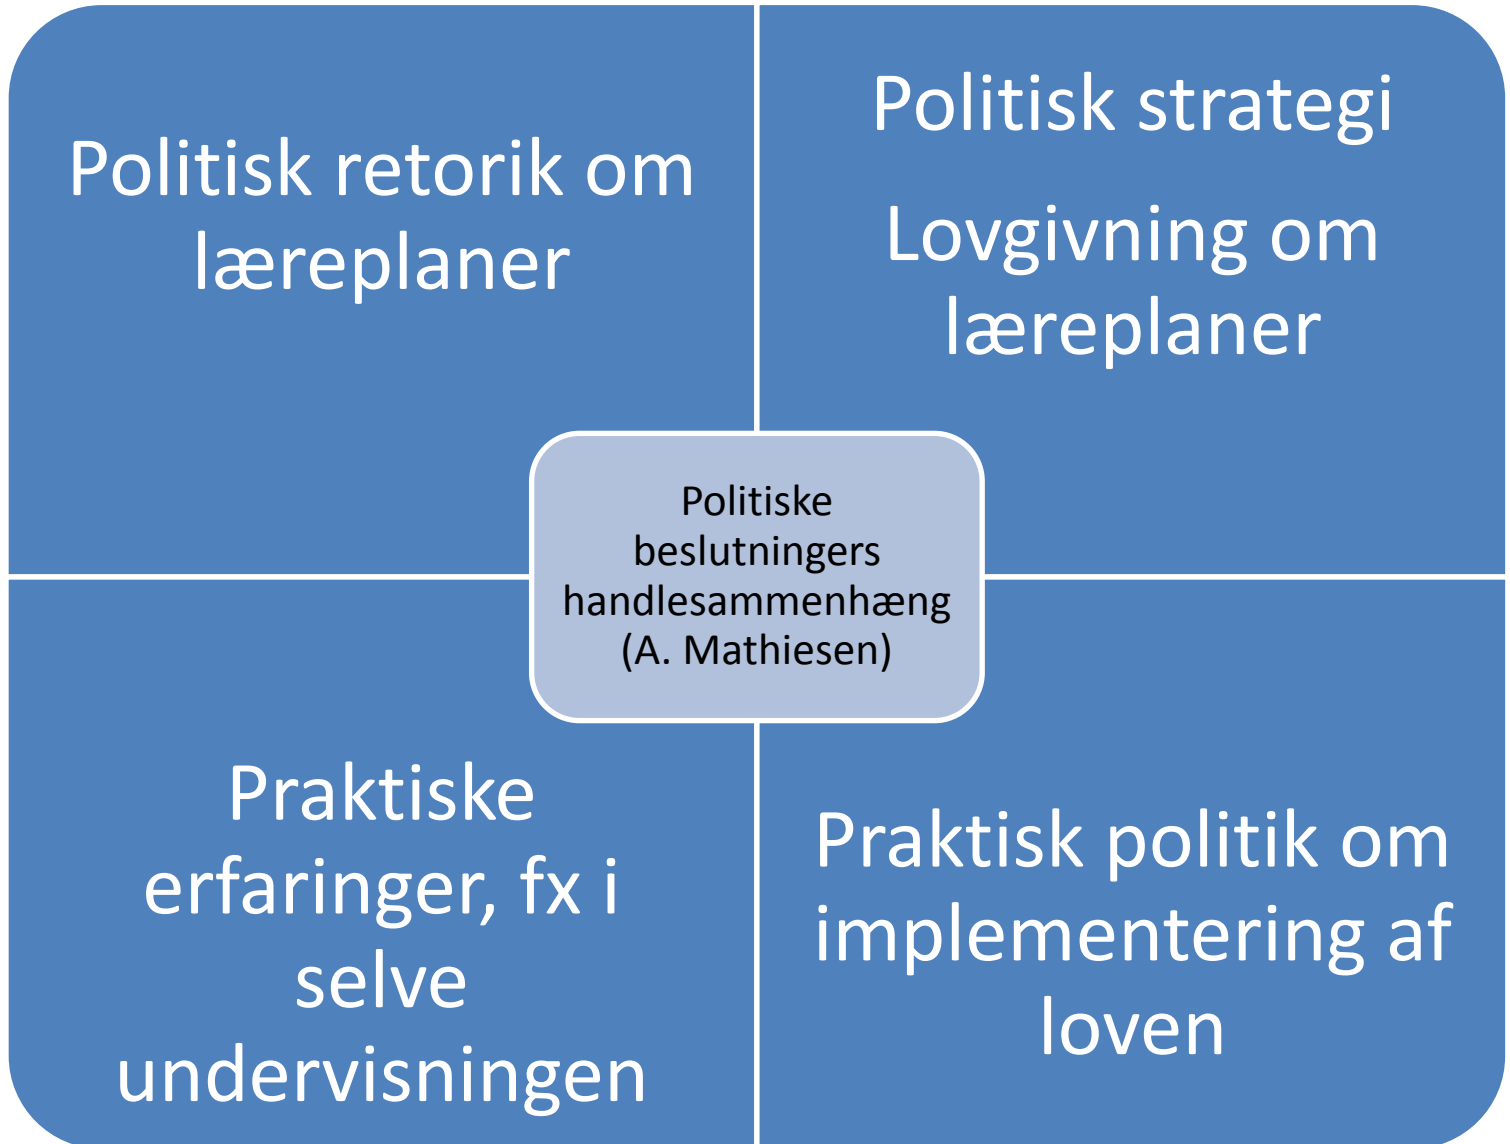 Politisk retorik om
læreplaner
Politisk strategi
Lovgivning om
læreplaner
Politiske
beslutningers
handlesammenhæng
(A. Mathiesen)
Praktiske
erfaringer, fx i
selve
undervisningen
Praktisk politik om
implementering af
loven